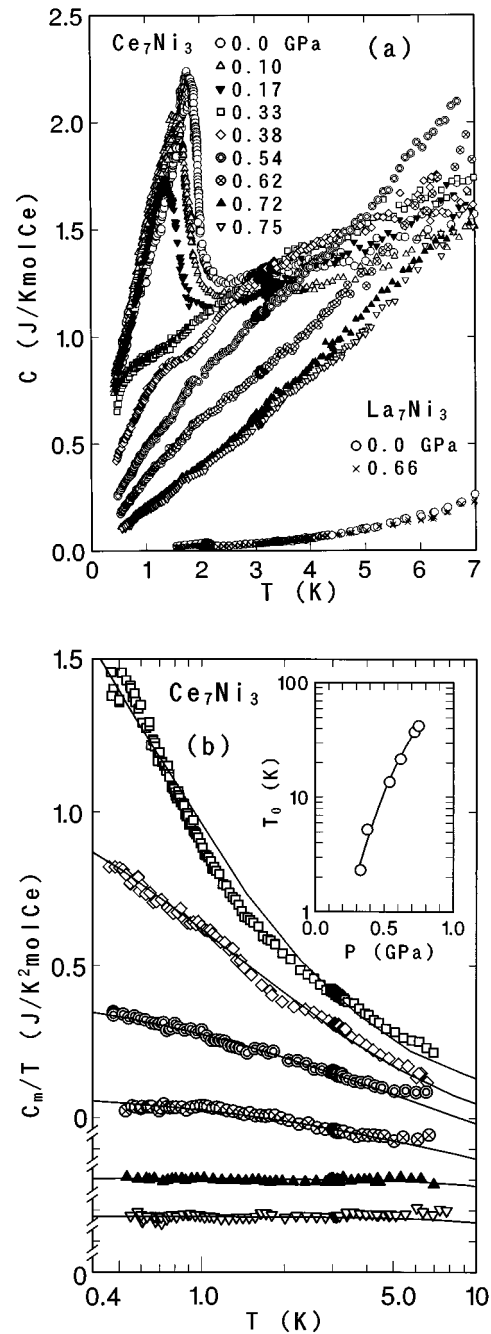 Ce₇Ni₃
(a)
0.0 GPa
0.10
0.17
0.33
0.38
0.54
0.62
0.72
0.75
La₇Ni₃
0.0 GPa
0.66
2.5
2.0
1.5
1.0
0.5
0.0
C (J/KmolCe)
0 1 2 3 4 5 6 7
T (K)
Ce₇Ni₃
(b)
1.5
1.0
0.5
0
0
Cₘ/T (J/K²molCe)
100
10
1
T₀ (K)
0.0 0.5 1.0
P (GPa)
0.4 1.0 5.0 10
T (K)